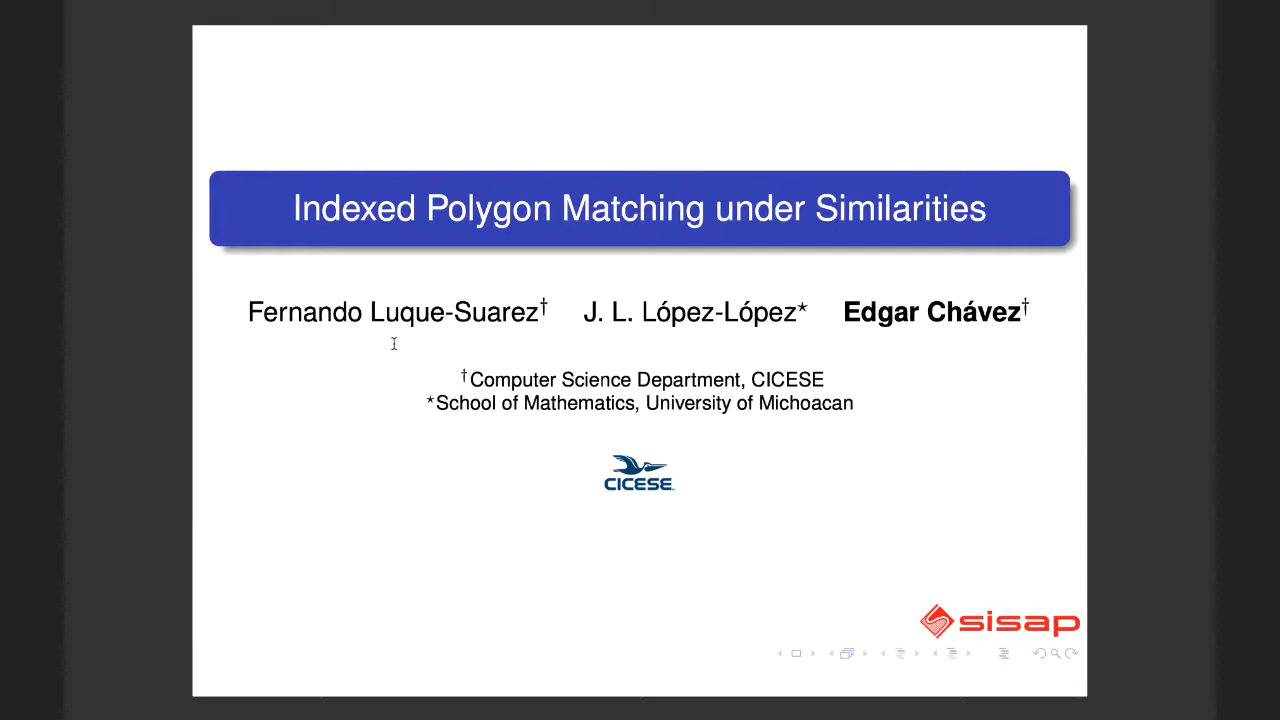 Indexed Polygon Matching under Similarities
Fernando Luque-Suarez† J. L. López-López⋆ Edgar Chávez†
†Computer Science Department, CICESE
⋆School of Mathematics, University of Michoacan
CICESE
sisap